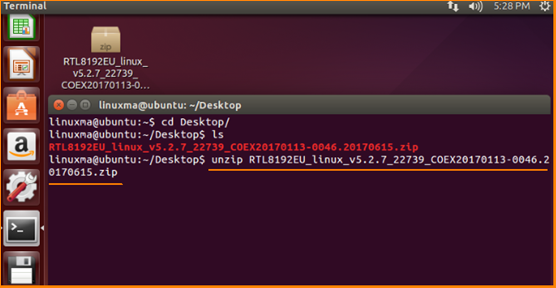 Terminal
5:28 PM
zip
RTL8192EU_linux_
v5.2.7_22739_
COEX20170113-0...
linuxma@ubuntu: ~/Desktop
linuxma@ubuntu:~$ cd Desktop/
linuxma@ubuntu:~/Desktop$ ls
RTL8192EU_linux_v5.2.7_22739_COEX20170113-0046.20170615.zip
linuxma@ubuntu:~/Desktop$ unzip RTL8192EU_linux_v5.2.7_22739_COEX20170113-0046.2
0170615.zip